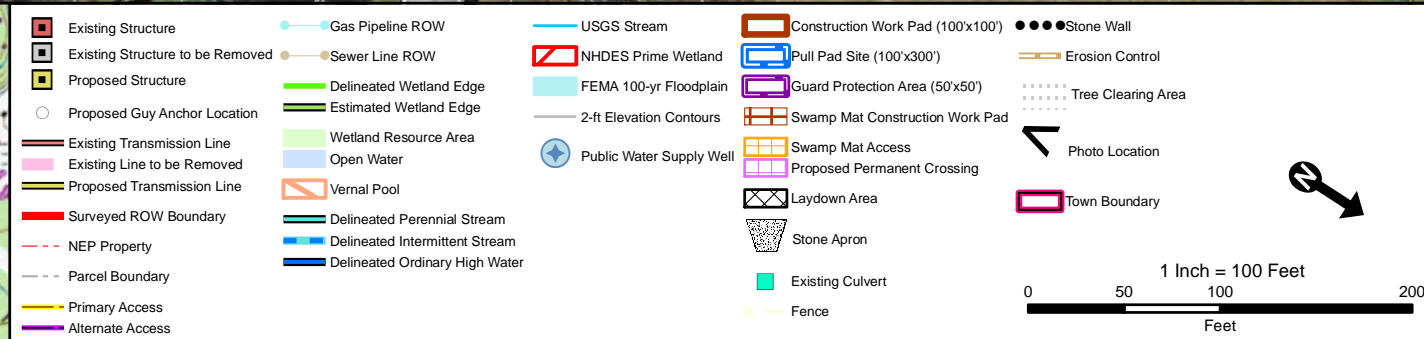 Existing Structure
Existing Structure to be Removed
Proposed Structure
Proposed Guy Anchor Location
Existing Transmission Line
Existing Line to be Removed
Proposed Transmission Line
Surveyed ROW Boundary
NEP Property
Parcel Boundary
Primary Access
Alternate Access
Gas Pipeline ROW
Sewer Line ROW
Delineated Wetland Edge
Estimated Wetland Edge
Wetland Resource Area
Open Water
Vernal Pool
Delineated Perennial Stream
Delineated Intermittent Stream
Delineated Ordinary High Water
USGS Stream
NHDES Prime Wetland
FEMA 100-yr Floodplain
2-ft Elevation Contours
Public Water Supply Well
Construction Work Pad (100'x100')
Pull Pad Site (100'x300')
Guard Protection Area (50'x50')
Swamp Mat Construction Work Pad
Swamp Mat Access
Proposed Permanent Crossing
Laydown Area
Stone Apron
Existing Culvert
Fence
Stone Wall
Erosion Control
Tree Clearing Area
Photo Location
Town Boundary
N
1 Inch = 100 Feet
0 50 100 200
Feet